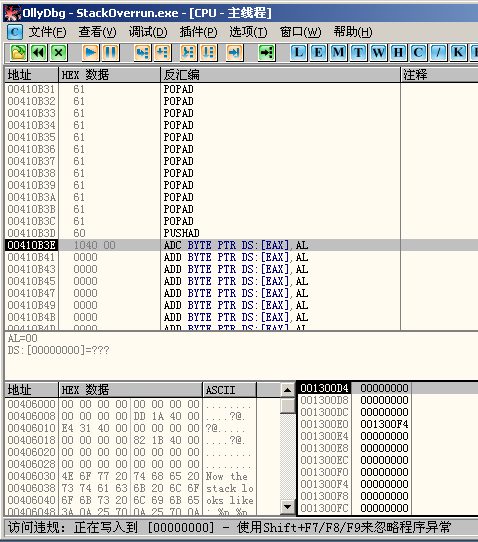 OllyDbg - StackOverrun.exe - [CPU - 主线程]
C 文件(F) 查看(V) 调试(D) 插件(P) 选项(T) 窗口(W) 帮助(H)
L E M T W H C / K
地址 HEX 数据 反汇编 注释
00410B31 61 POPAD
00410B32 61 POPAD
00410B33 61 POPAD
00410B34 61 POPAD
00410B35 61 POPAD
00410B36 61 POPAD
00410B37 61 POPAD
00410B38 61 POPAD
00410B39 61 POPAD
00410B3A 61 POPAD
00410B3B 61 POPAD
00410B3C 61 POPAD
00410B3D 60 PUSHAD
00410B3E 1040 00 ADC BYTE PTR DS:[EAX],AL
00410B41 0000 ADD BYTE PTR DS:[EAX],AL
00410B43 0000 ADD BYTE PTR DS:[EAX],AL
00410B45 0000 ADD BYTE PTR DS:[EAX],AL
00410B47 0000 ADD BYTE PTR DS:[EAX],AL
00410B49 0000 ADD BYTE PTR DS:[EAX],AL
00410B4B 0000 ADD BYTE PTR DS:[EAX],AL
00410B4D 0000 ADD BYTE PTR DS:[EAX],AL
AL=00
DS:[00000000]=???
地址 HEX 数据 ASCII
00406000 00 00 00 00 00 00 00 00 ........
00406008 00 00 00 00 DD 1A 40 00 ....?@.
00406010 E4 31 40 00 00 00 00 00 ?@.....
00406018 00 00 00 00 82 1B 40 00 ....?@.
00406020 00 00 00 00 00 00 00 00 ........
00406028 00 00 00 00 00 00 00 00 ........
00406030 4E 6F 77 20 74 68 65 20 Now the
00406038 73 74 61 63 6B 20 6C 6F stack lo
00406040 6F 6B 73 20 6C 69 6B 65 oks like
00406048 3A 0A 25 70 0A 25 70 0A : %p %p
001300D4 00000000
001300D8 00000000
001300DC 00000000
001300E0 001300F4
001300E4 00000000
001300E8 00000000
001300EC 00000000
001300F0 00000000
001300F4 00000000
001300F8 00000000
001300FC 00000000
访问违规: 正在写入到 [00000000] - 使用Shift+F7/F8/F9来忽略程序异常